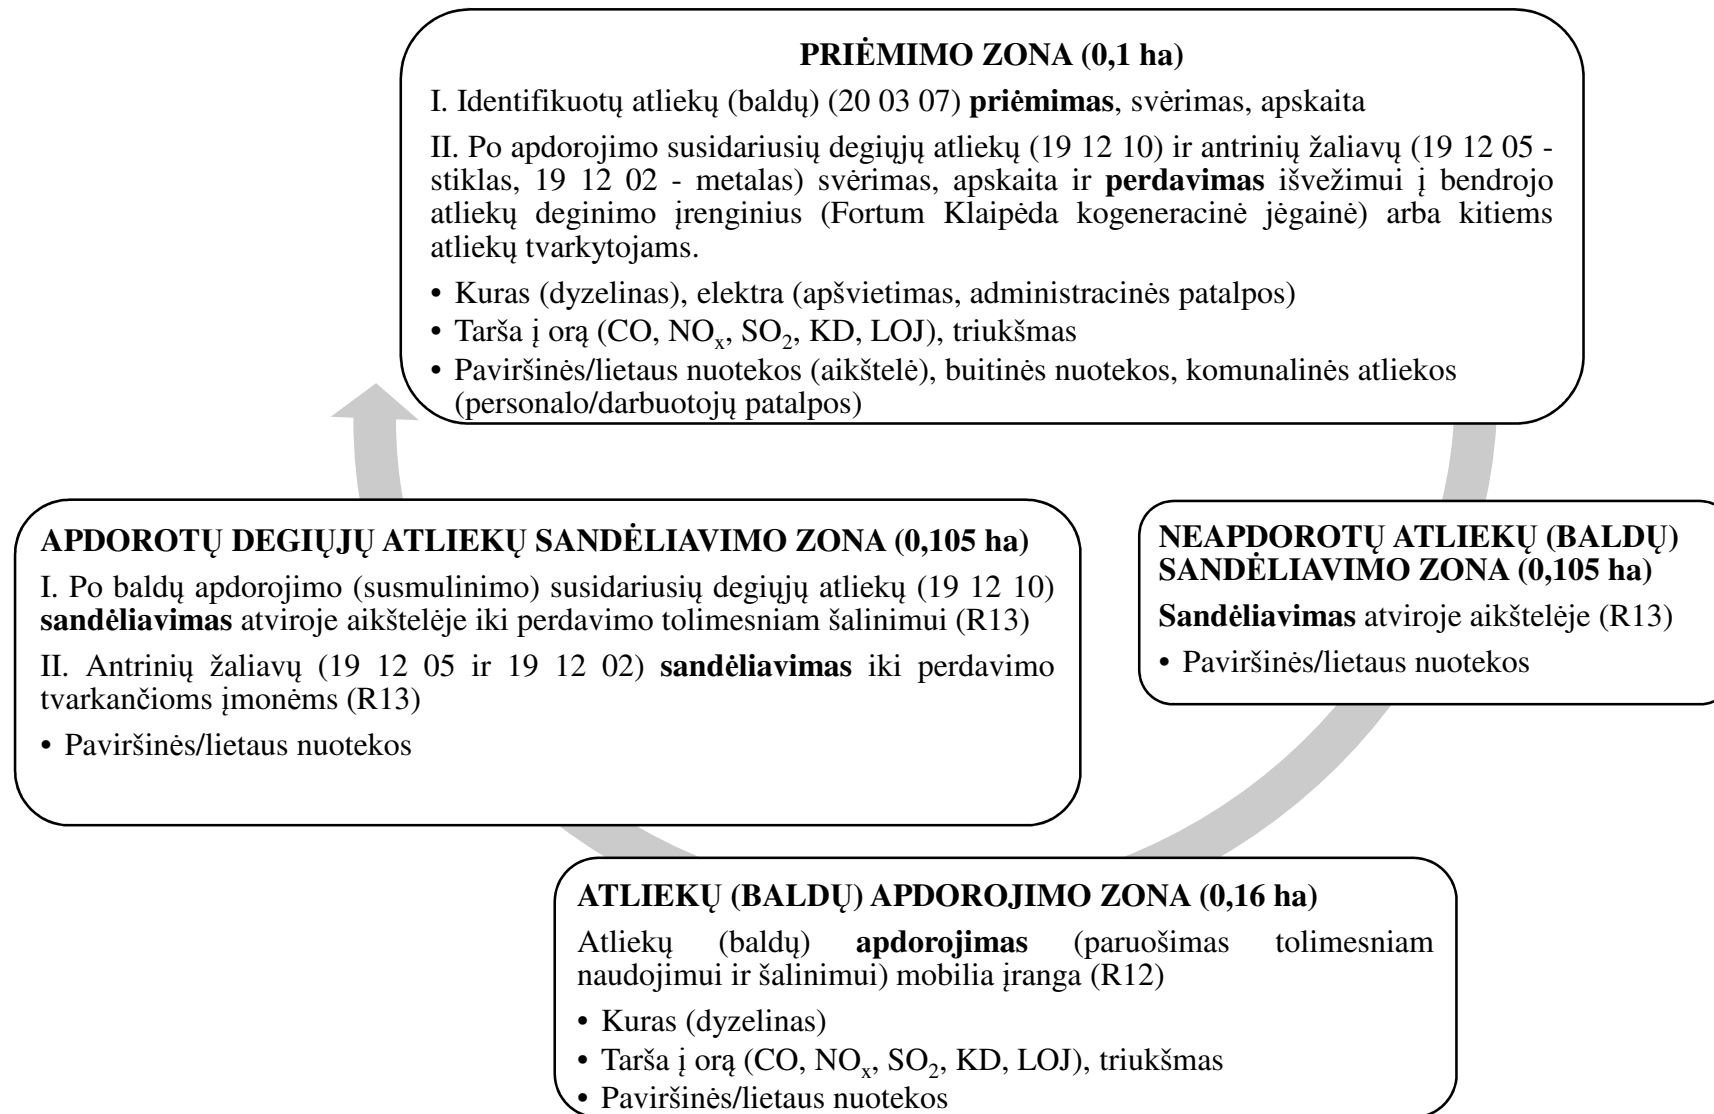 PRIĖMIMO ZONA (0,1 ha)
I. Identifikuotų atliekų (baldų) (20 03 07) priėmimas, svėrimas, apskaita
II. Po apdorojimo susidariusių degiųjų atliekų (19 12 10) ir antrinių žaliavų (19 12 05 -
stiklas, 19 12 02 - metalas) svėrimas, apskaita ir perdavimas išvežimui į bendrojo
atliekų deginimo įrenginius (Fortum Klaipėda kogeneracinė jėgainė) arba kitiems
atliekų tvarkytojams.
• Kuras (dyzelinas), elektra (apšvietimas, administracinės patalpos)
• Tarša į orą (CO, NOₓ, SO₂, KD, LOJ), triukšmas
• Paviršinės/lietaus nuotekos (aikštelė), buitinės nuotekos, komunalinės atliekos
(personalo/darbuotojų patalpos)
APDOROTŲ DEGIŲJŲ ATLIEKŲ SANDĖLIAVIMO ZONA (0,105 ha)
I. Po baldų apdorojimo (susmulinimo) susidariusių degiųjų atliekų (19 12 10)
sandėliavimas atviroje aikštelėje iki perdavimo tolimesniam šalinimui (R13)
II. Antrinių žaliavų (19 12 05 ir 19 12 02) sandėliavimas iki perdavimo
tvarkančioms įmonėms (R13)
• Paviršinės/lietaus nuotekos
NEAPDOROTŲ ATLIEKŲ (BALDŲ)
SANDĖLIAVIMO ZONA (0,105 ha)
Sandėliavimas atviroje aikštelėje (R13)
• Paviršinės/lietaus nuotekos
ATLIEKŲ (BALDŲ) APDOROJIMO ZONA (0,16 ha)
Atliekų (baldų) apdorojimas (paruošimas tolimesniam
naudojimui ir šalinimui) mobilia įranga (R12)
• Kuras (dyzelinas)
• Tarša į orą (CO, NOₓ, SO₂, KD, LOJ), triukšmas
• Paviršinės/lietaus nuotekos